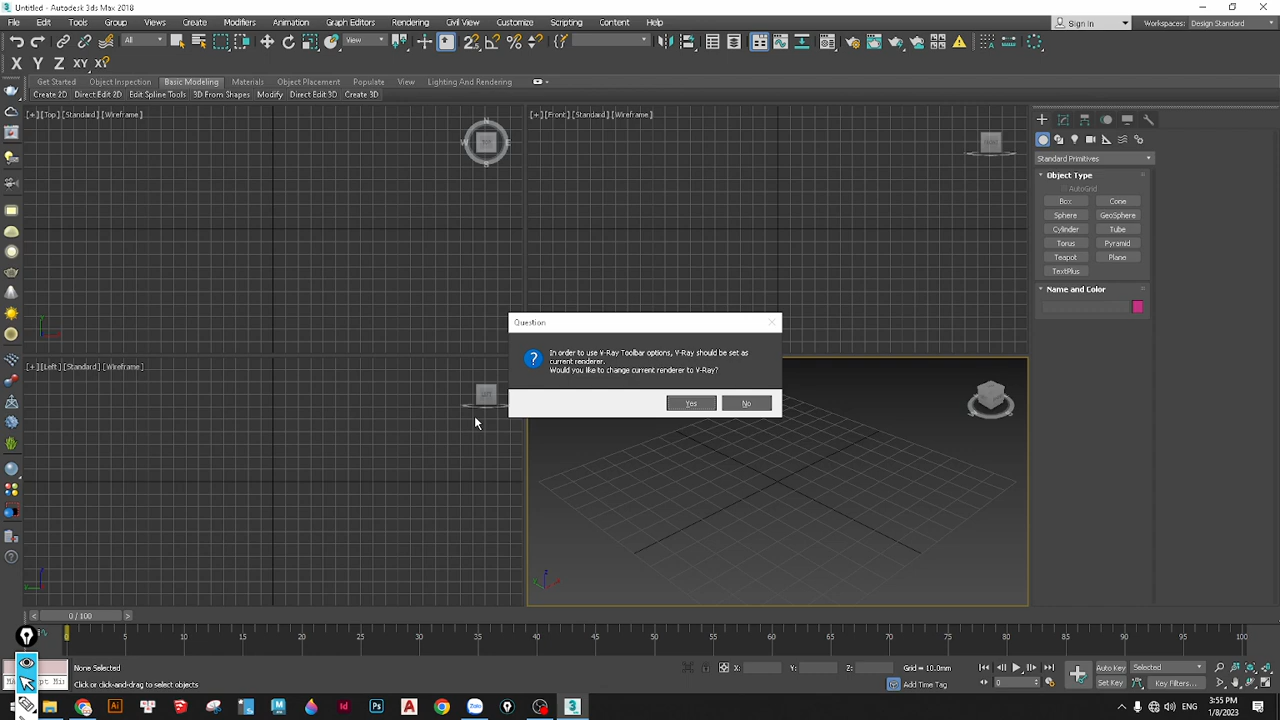 Untitled - Autodesk 3ds Max 2018
File Edit Tools Group Views Create Modifiers Animation Graph Editors Rendering Civil View Customize Scripting Content Help
Sign In
Workspaces: Design Standard
All
View
X Y Z XY
Get Started Object Inspection Basic Modeling Materials Object Placement Populate View Lighting And Rendering
Create 2D Direct Edit 2D Edit Spline Tools 3D From Shapes Modify Direct Edit 3D Create 3D
[+] [Top] [Standard] [Wireframe]
[+] [Front] [Standard] [Wireframe]
Standard Primitives
Object Type
AutoGrid
Box Cone
Sphere GeoSphere
Cylinder Tube
Torus Pyramid
Teapot Plane
TextPlus
Name and Color
Question
In order to use V-Ray Toolbar options, V-Ray should be set as
current renderer.
Would you like to change current renderer to V-Ray?
Yes No
[+] [Left] [Standard] [Wireframe]
0 / 100
0 5 10 15 20 25 30 35 40 45 50 55 60 65 70 75 80 85 90 95 100
None Selected
X: Y: Z: Grid = 10.0mm
Auto Key Selected
Click or click-and-drag to select objects
Add Time Tag
0
Set Key Key Filters...
ENG
3:55 PM
1/8/2023